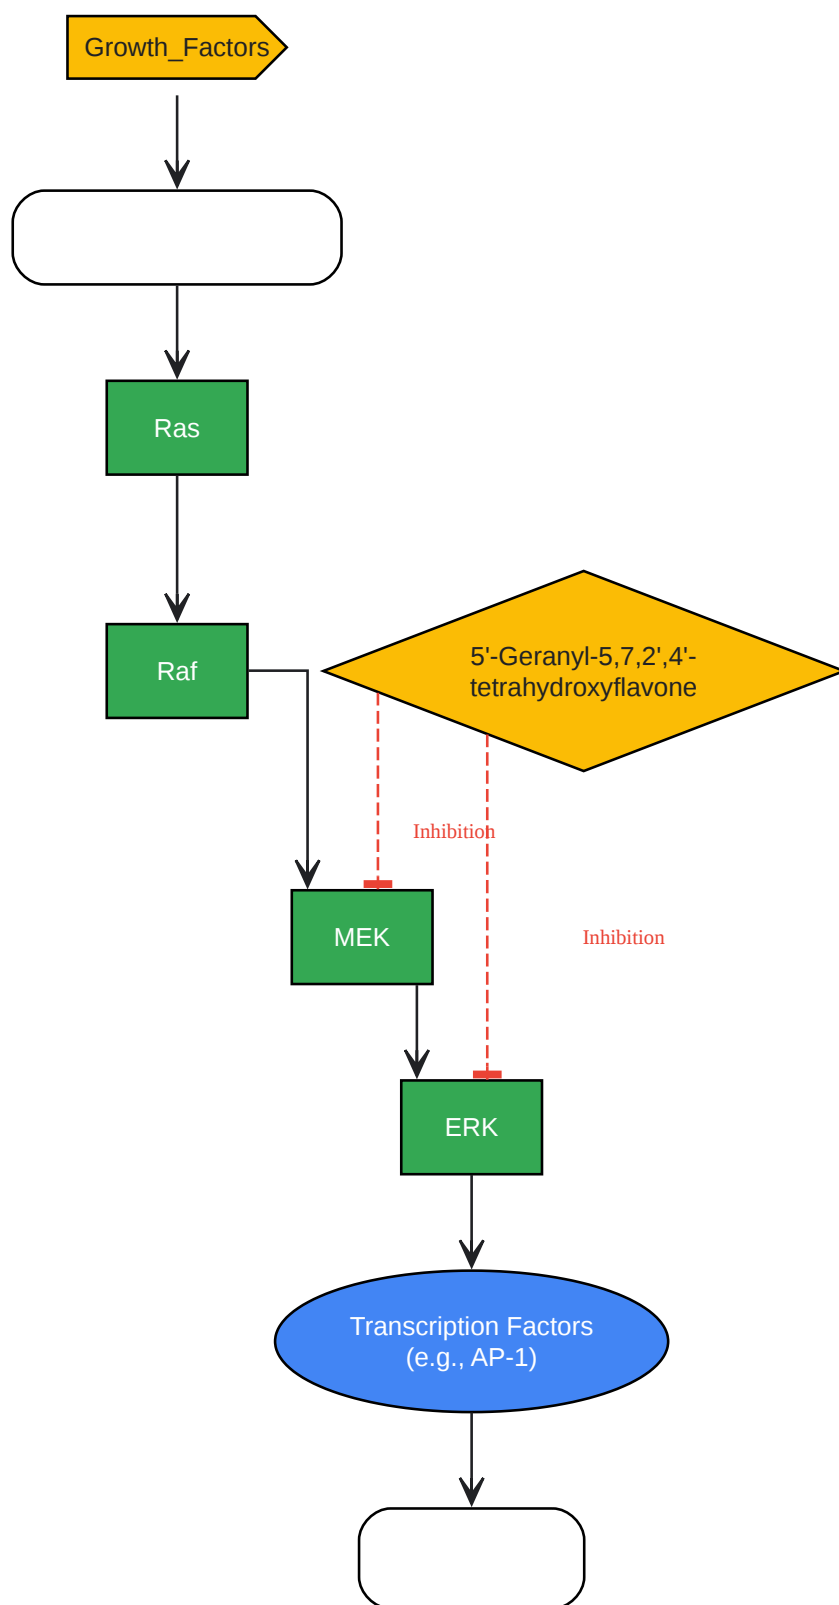 Growth_Factors
Ras
Raf
5'-Geranyl-5,7,2',4'-
tetrahydroxyflavone
Inhibition
MEK
Inhibition
ERK
Transcription Factors
(e.g., AP-1)